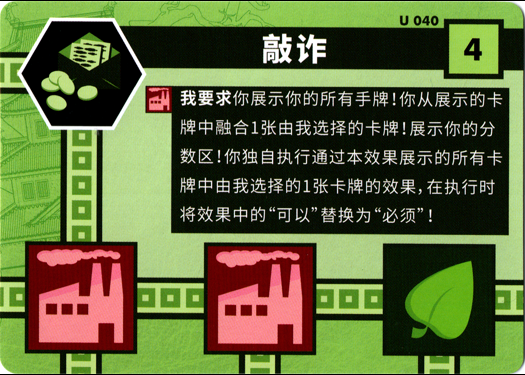 U 040
敲诈
4
我要求你展示你的所有手牌！你从展示的卡
牌中融合1张由我选择的卡牌！展示你的分
数区！你独自执行通过本效果展示的所有卡
牌中由我选择的1张卡牌的效果，在执行时
将效果中的“可以”替换为“必须”！